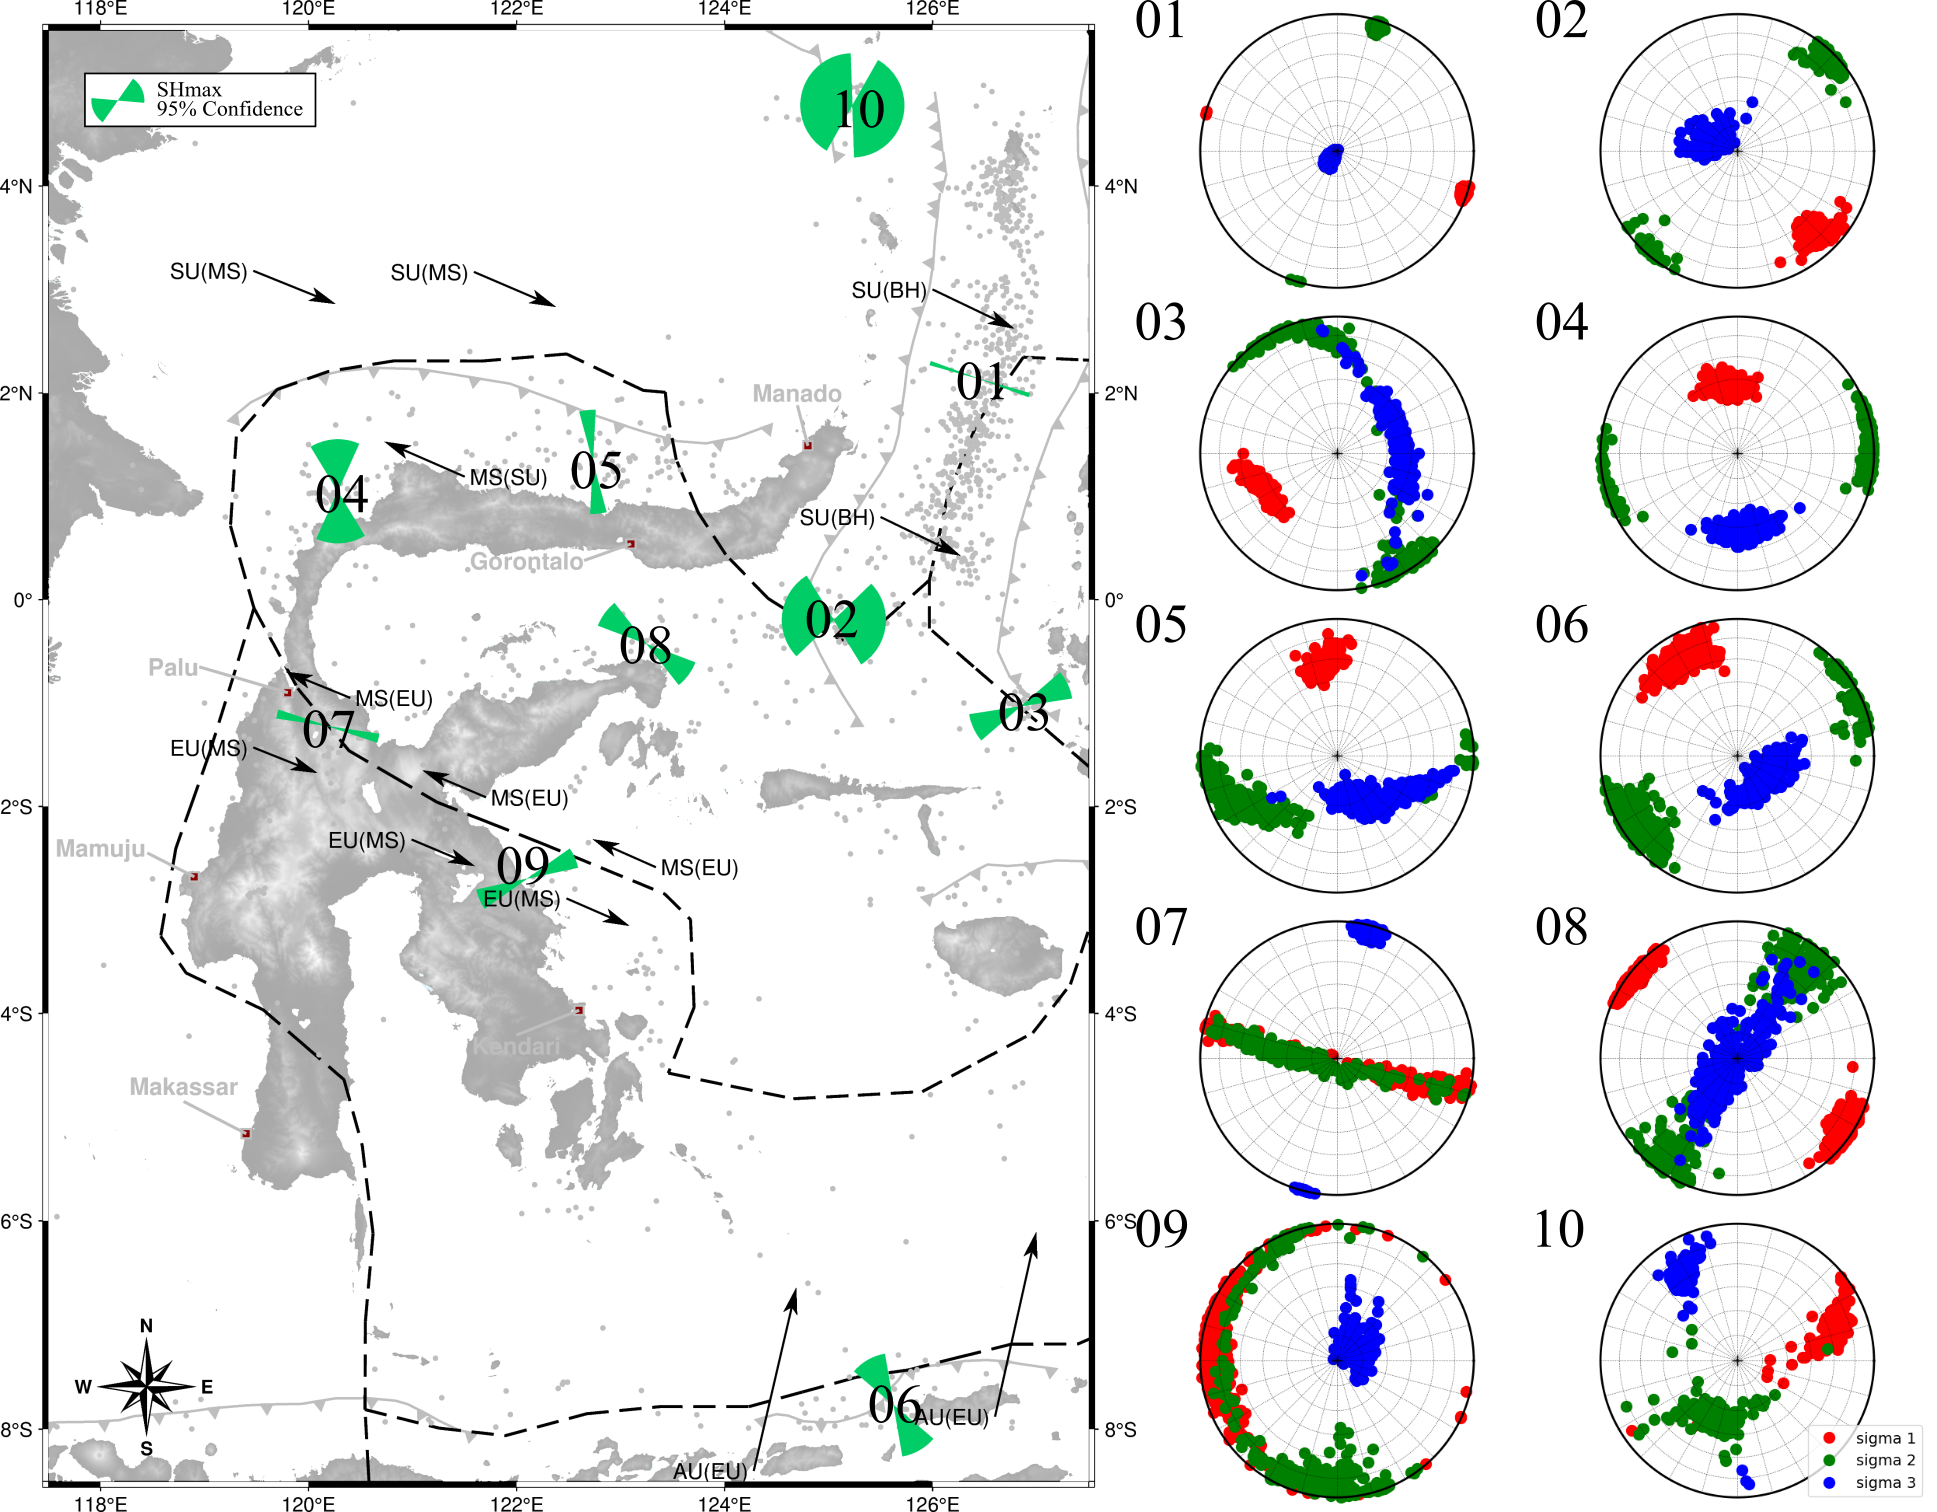 118°E 120°E 122°E 124°E 126°E
SHmax
95% Confidence
10
4°N 4°N
SU(MS) SU(MS)
SU(BH)
01
2°N 2°N
Manado
04 05
MS(SU)
SU(BH)
Gorontalo
0° 0°
02
08
Palu
MS(EU)
03
07
EU(MS)
MS(EU)
2°S 2°S
EU(MS)
Mamuju
09
MS(EU)
EU(MS)
4°S 4°S
Kendari
Makassar
6°S 6°S
N
W E
S
06
AU(EU)
8°S 8°S
AU(EU)
118°E 120°E 122°E 124°E 126°E
01 02
03 04
05 06
07 08
09 10
sigma 1
sigma 2
sigma 3